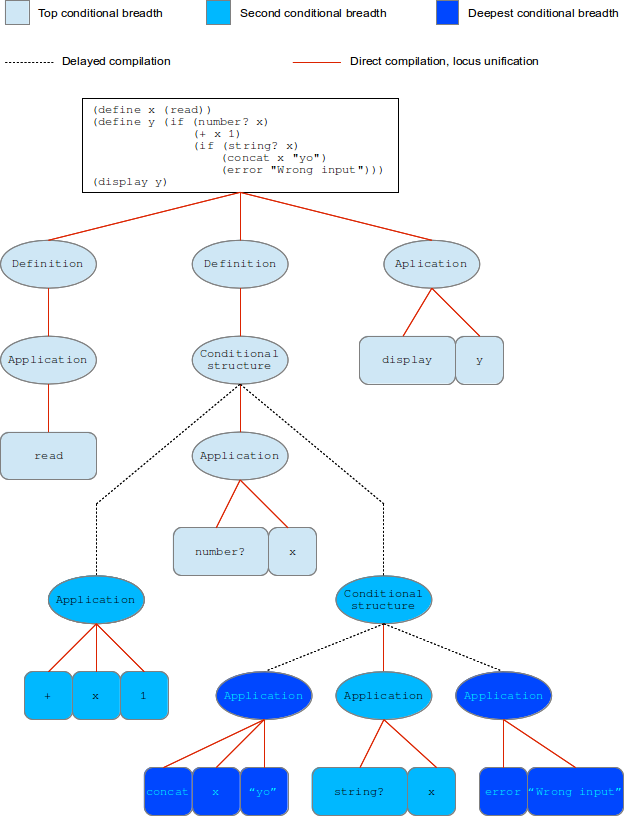 Top conditional breadth
Second conditional breadth
Deepest conditional breadth
Delayed compilation
Direct compilation, locus unification
(define x (read))
(define y (if (number? x)
(+ x 1)
(if (string? x)
(concat x "yo")
(error "Wrong input")))
(display y)
Definition
Definition
Aplication
Application
Conditional
structure
display
y
read
Application
number?
x
Application
Conditional
structure
+
x
1
Application
Application
Application
concat
x
“yo”
string?
x
error
“Wrong input”